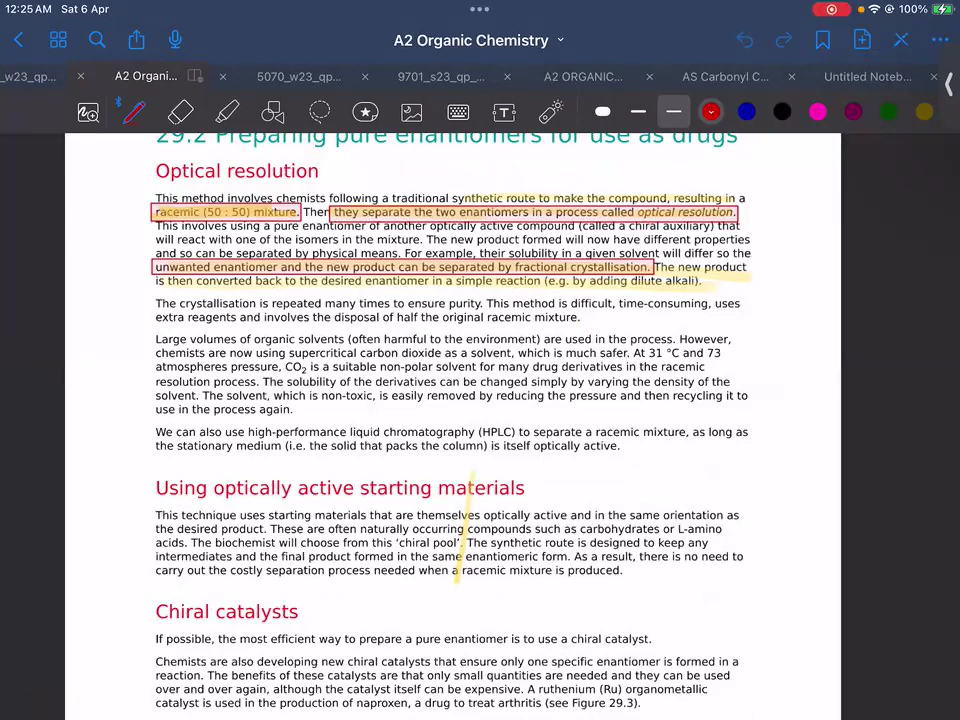 12:25 AM Sat 6 Apr
100%
A2 Organic Chemistry
_w23_qp...
A2 Organi...
5070_w23_qp...
9701_s23_qp_...
A2 ORGANIC...
AS Carbonyl C...
Untitled Noteb...
29.2 Preparing pure enantiomers for use as drugs
Optical resolution
This method involves chemists following a traditional synthetic route to make the compound, resulting in a
racemic (50 : 50) mixture. Then they separate the two enantiomers in a process called optical resolution.
This involves using a pure enantiomer of another optically active compound (called a chiral auxiliary) that
will react with one of the isomers in the mixture. The new product formed will now have different properties
and so can be separated by physical means. For example, their solubility in a given solvent will differ so the
unwanted enantiomer and the new product can be separated by fractional crystallisation. The new product
is then converted back to the desired enantiomer in a simple reaction (e.g. by adding dilute alkali).
The crystallisation is repeated many times to ensure purity. This method is difficult, time-consuming, uses
extra reagents and involves the disposal of half the original racemic mixture.
Large volumes of organic solvents (often harmful to the environment) are used in the process. However,
chemists are now using supercritical carbon dioxide as a solvent, which is much safer. At 31 °C and 73
atmospheres pressure, CO2 is a suitable non-polar solvent for many drug derivatives in the racemic
resolution process. The solubility of the derivatives can be changed simply by varying the density of the
solvent. The solvent, which is non-toxic, is easily removed by reducing the pressure and then recycling it to
use in the process again.
We can also use high-performance liquid chromatography (HPLC) to separate a racemic mixture, as long as
the stationary medium (i.e. the solid that packs the column) is itself optically active.
Using optically active starting materials
This technique uses starting materials that are themselves optically active and in the same orientation as
the desired product. These are often naturally occurring compounds such as carbohydrates or L-amino
acids. The biochemist will choose from this ‘chiral pool’. The synthetic route is designed to keep any
intermediates and the final product formed in the same enantiomeric form. As a result, there is no need to
carry out the costly separation process needed when a racemic mixture is produced.
Chiral catalysts
If possible, the most efficient way to prepare a pure enantiomer is to use a chiral catalyst.
Chemists are also developing new chiral catalysts that ensure only one specific enantiomer is formed in a
reaction. The benefits of these catalysts are that only small quantities are needed and they can be used
over and over again, although the catalyst itself can be expensive. A ruthenium (Ru) organometallic
catalyst is used in the production of naproxen, a drug to treat arthritis (see Figure 29.3).